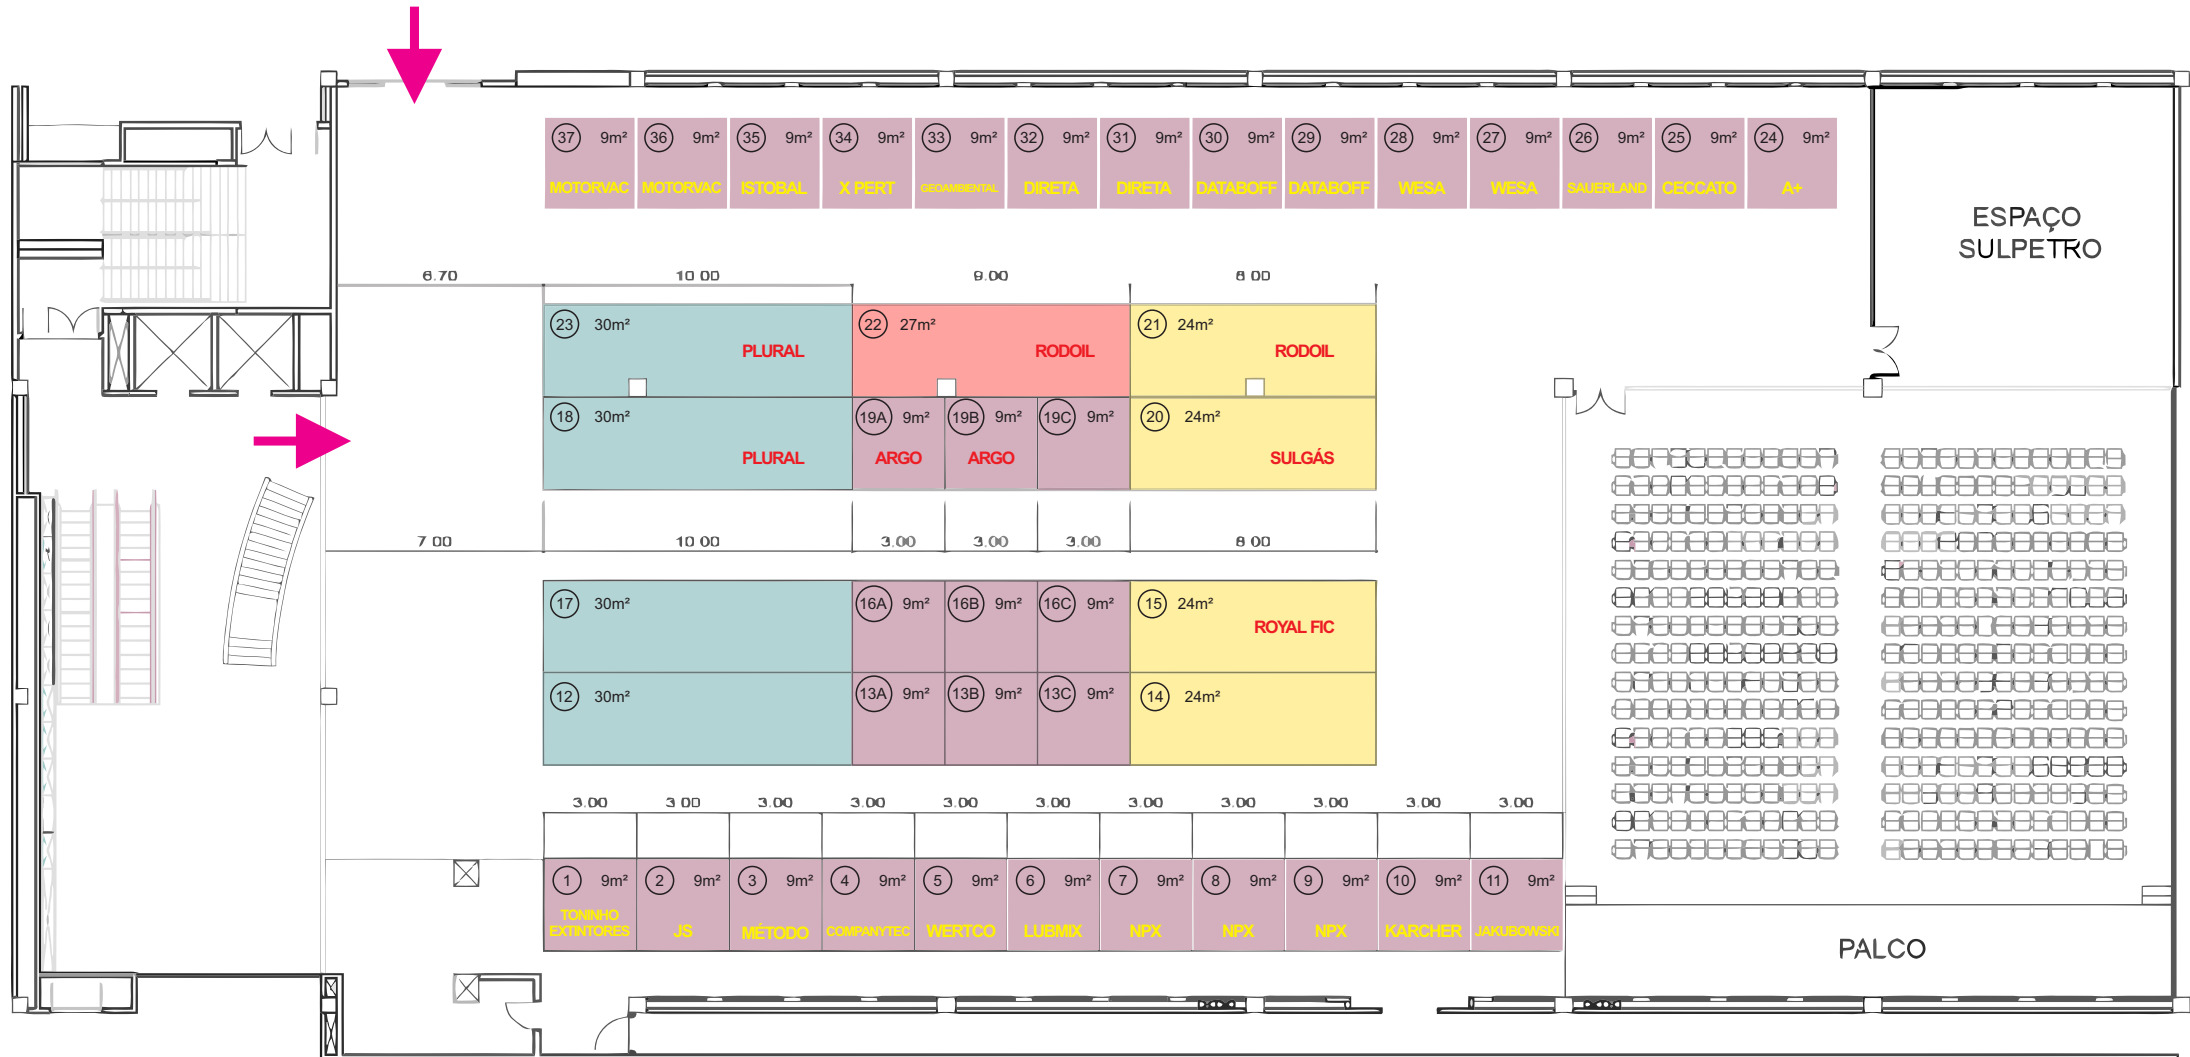 37 9m² 36 9m² 35 9m² 34 9m² 33 9m² 32 9m² 31 9m² 30 9m² 29 9m² 28 9m² 27 9m² 26 9m² 25 9m² 24 9m²
MOTORVAC MOTORVAC ISTOBAL X PERT GEOAMBIENTAL DIRETA DIRETA DATABOFF DATABOFF WESA WESA SAUERLAND CECCATO A+
ESPAÇO
SULPETRO
6.70 10 00 9.00 8 00
23 30m² 22 27m² 21 24m²
PLURAL RODOIL RODOIL
18 30m² 19A 9m² 19B 9m² 19C 9m² 20 24m²
PLURAL ARGO ARGO SULGÁS
7 00 10 00 3.00 3.00 3.00 8 00
17 30m² 16A 9m² 16B 9m² 16C 9m² 15 24m²
ROYAL FIC
12 30m² 13A 9m² 13B 9m² 13C 9m² 14 24m²
3.00 3 00 3.00 3.00 3.00 3.00 3.00 3.00 3.00 3.00 3.00
1 9m² 2 9m² 3 9m² 4 9m² 5 9m² 6 9m² 7 9m² 8 9m² 9 9m² 10 9m² 11 9m²
TONINHO
EXTINTORES JS MÉTODO COMPANYTEC WERTCO LUBMIX NPX NPX NPX KARCHER JAKUBOWSKI
PALCO